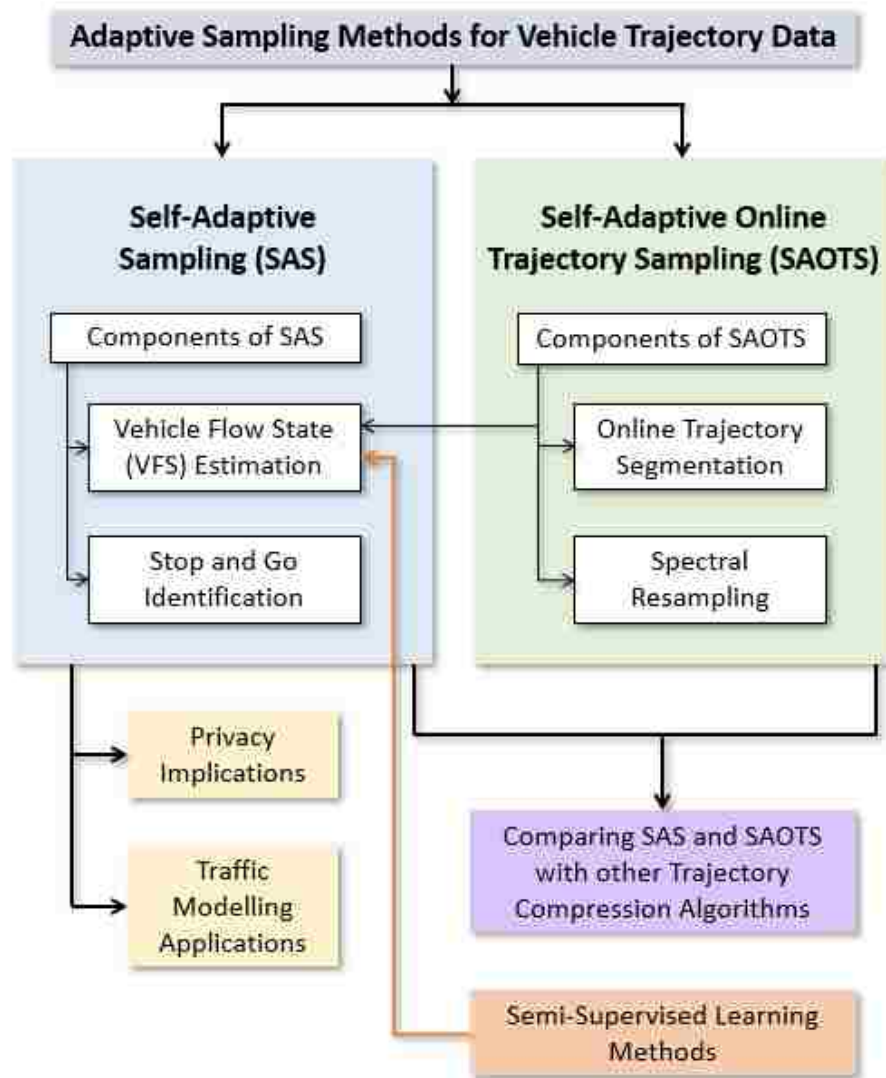 Adaptive Sampling Methods for Vehicle Trajectory Data
Self-Adaptive
Sampling (SAS)
Components of SAS
Vehicle Flow State
(VFS) Estimation
Stop and Go
Identification
Self-Adaptive Online
Trajectory Sampling (SAOTS)
Components of SAOTS
Online Trajectory
Segmentation
Spectral
Resampling
Privacy
Implications
Traffic
Modelling
Applications
Comparing SAS and SAOTS
with other Trajectory
Compression Algorithms
Semi-Supervised Learning
Methods